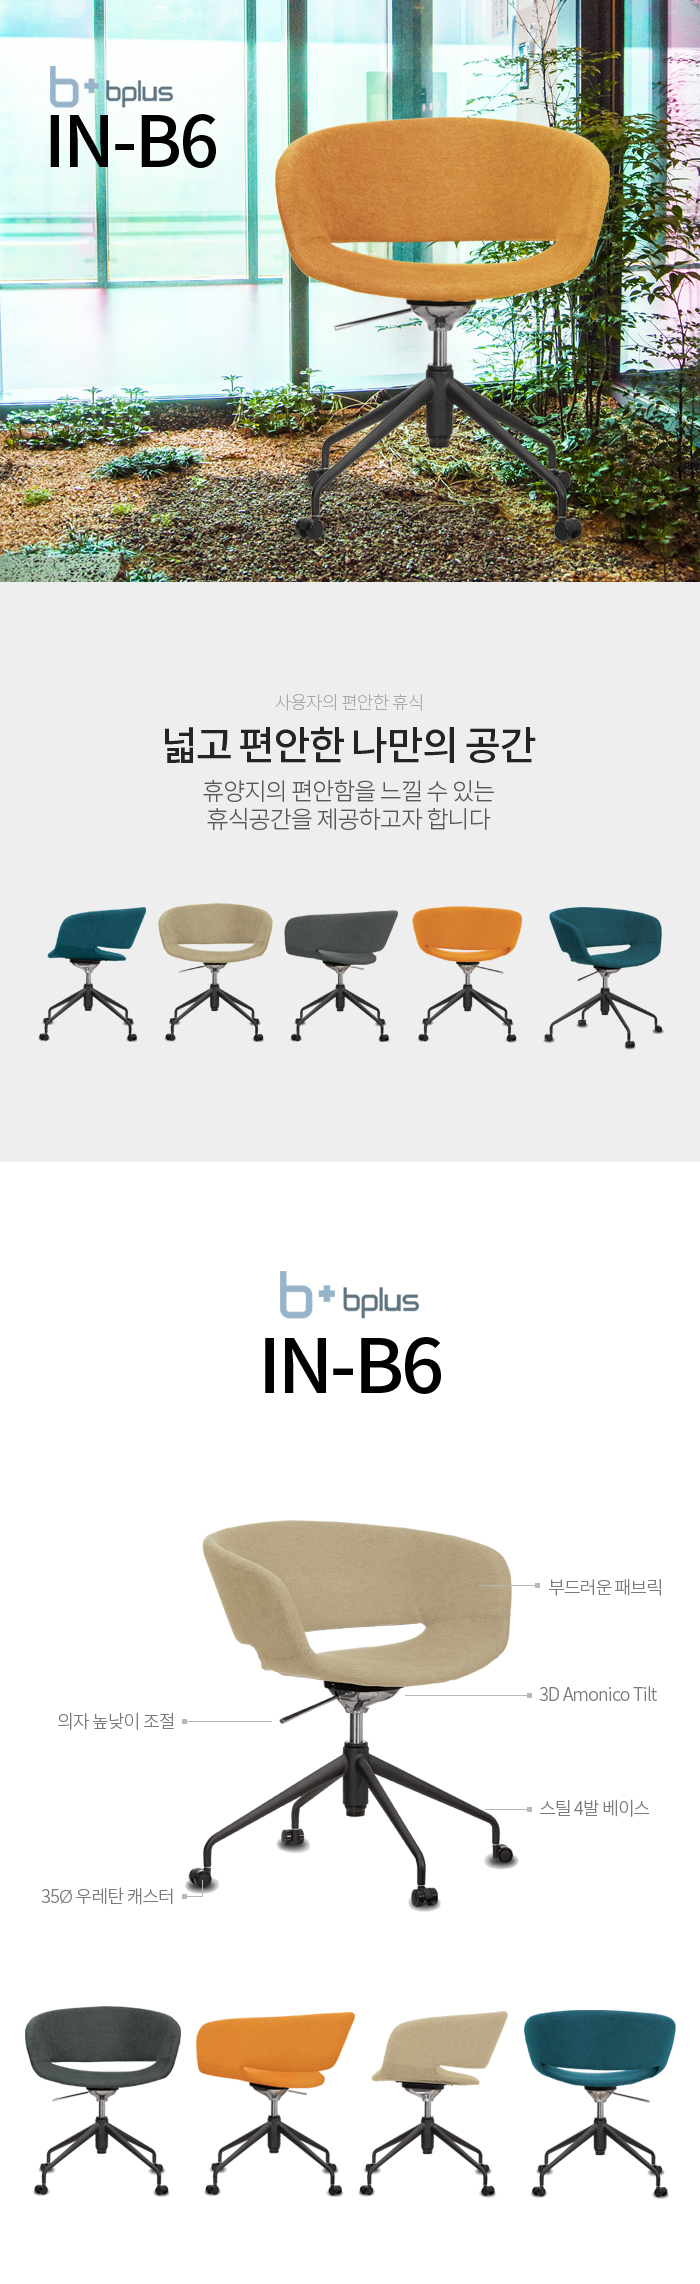 b+ bplus
IN-B6
사용자의 편안한 휴식
넓고 편안한 나만의 공간
휴양지의 편안함을 느낄 수 있는
휴식공간을 제공하고자 합니다
b+ bplus
IN-B6
부드러운 패브릭
3D Amonico Tilt
의자 높낮이 조절
스틸 4발 베이스
35Ø 우레탄 캐스터